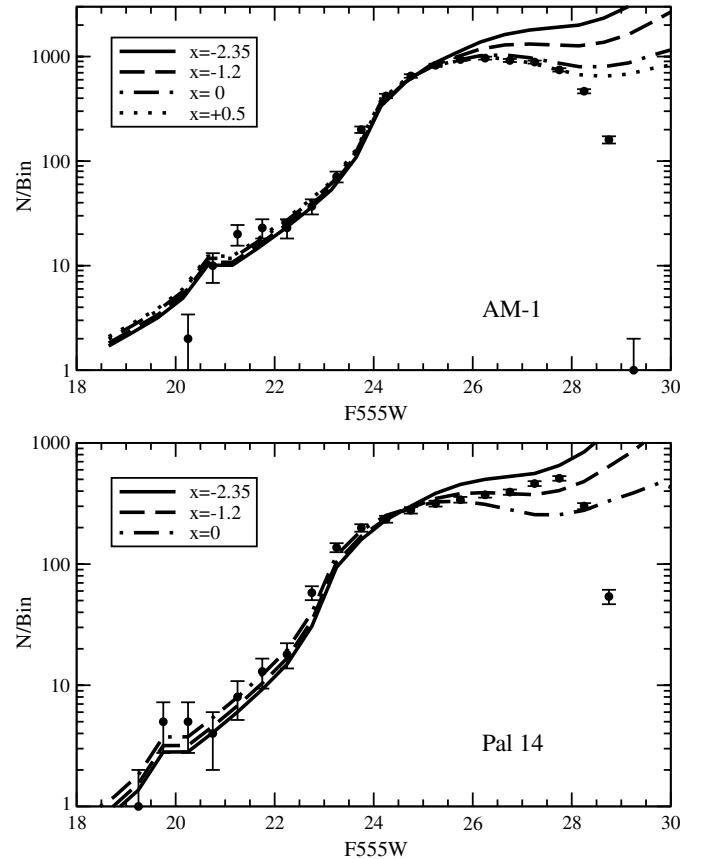 1000
100
10
1
N/Bin
x=-2.35
x=-1.2
x= 0
x=+0.5
AM-1
18 20 22 24 26 28 30
F555W
1000
100
10
1
N/Bin
x=-2.35
x=-1.2
x=0
Pal 14
18 20 22 24 26 28 30
F555W